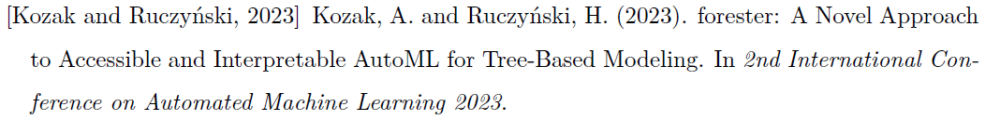 [Kozak and Ruczyński, 2023] Kozak, A. and Ruczyński, H. (2023). forester: A Novel Approach
to Accessible and Interpretable AutoML for Tree-Based Modeling. In 2nd International Con-
ference on Automated Machine Learning 2023.